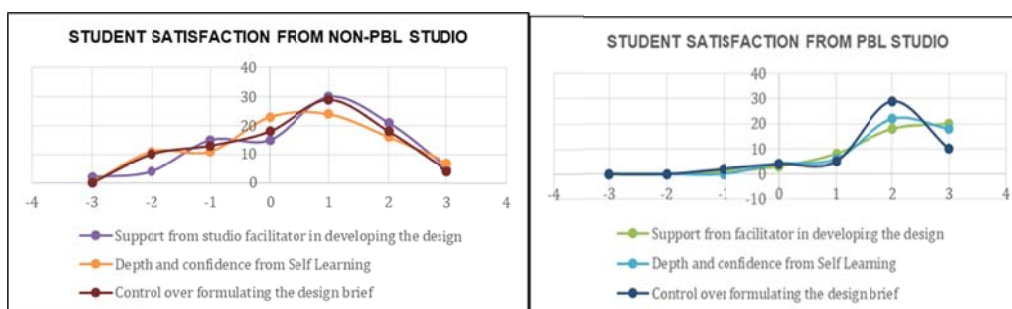 STUDENT SATISFACTION FROM NON-PBL STUDIO
40
30
20
10
0
-4 -3 -2 -1 0 1 2 3 4
Support from studio facilitator in developing the design
Depth and confidence from Self Learning
Control over formulating the design brief
STUDENT SATISFACTION FROM PBL STUDIO
40
30
20
10
0
-10
-4 -3 -2 -1 0 1 2 3 4
Support from facilitator in developing the design
Depth and confidence from Self Learning
Control over formulating the design brief